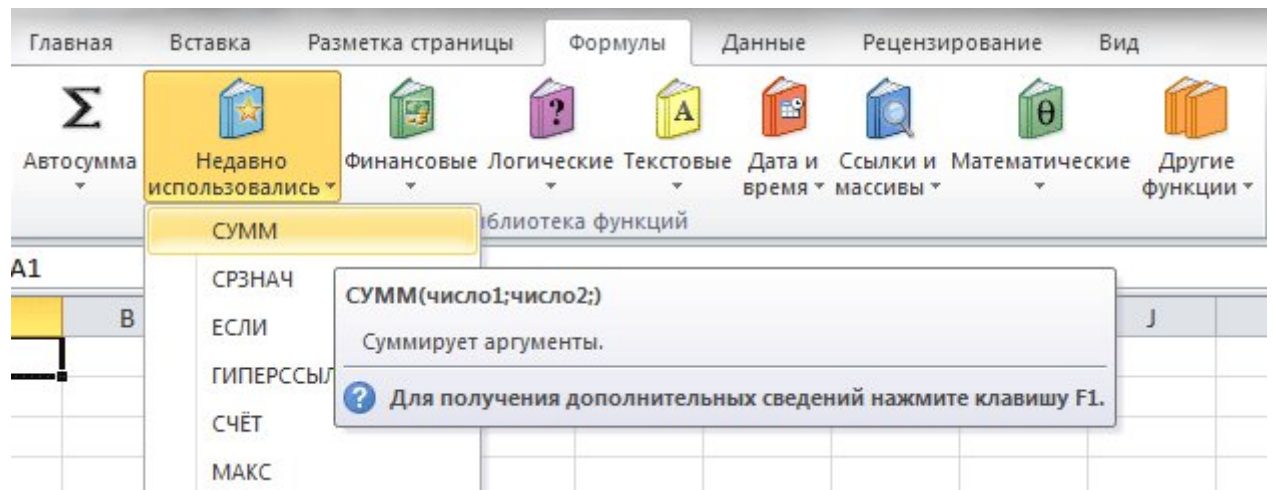 Главная Вставка Разметка страницы Формулы Данные Рецензирование Вид
Σ ? A θ
Автосумма Недавно использовались Финансовые Логические Текстовые Дата и время Ссылки и массивы Математические Другие функции
иблиотека функций
СУММ
A1
СРЗНАЧ
СУММ(число1;число2;)
B J
ЕСЛИ
Суммирует аргументы.
ГИПЕРССЫЛ
Для получения дополнительных сведений нажмите клавишу F1.
СЧЁТ
МАКС